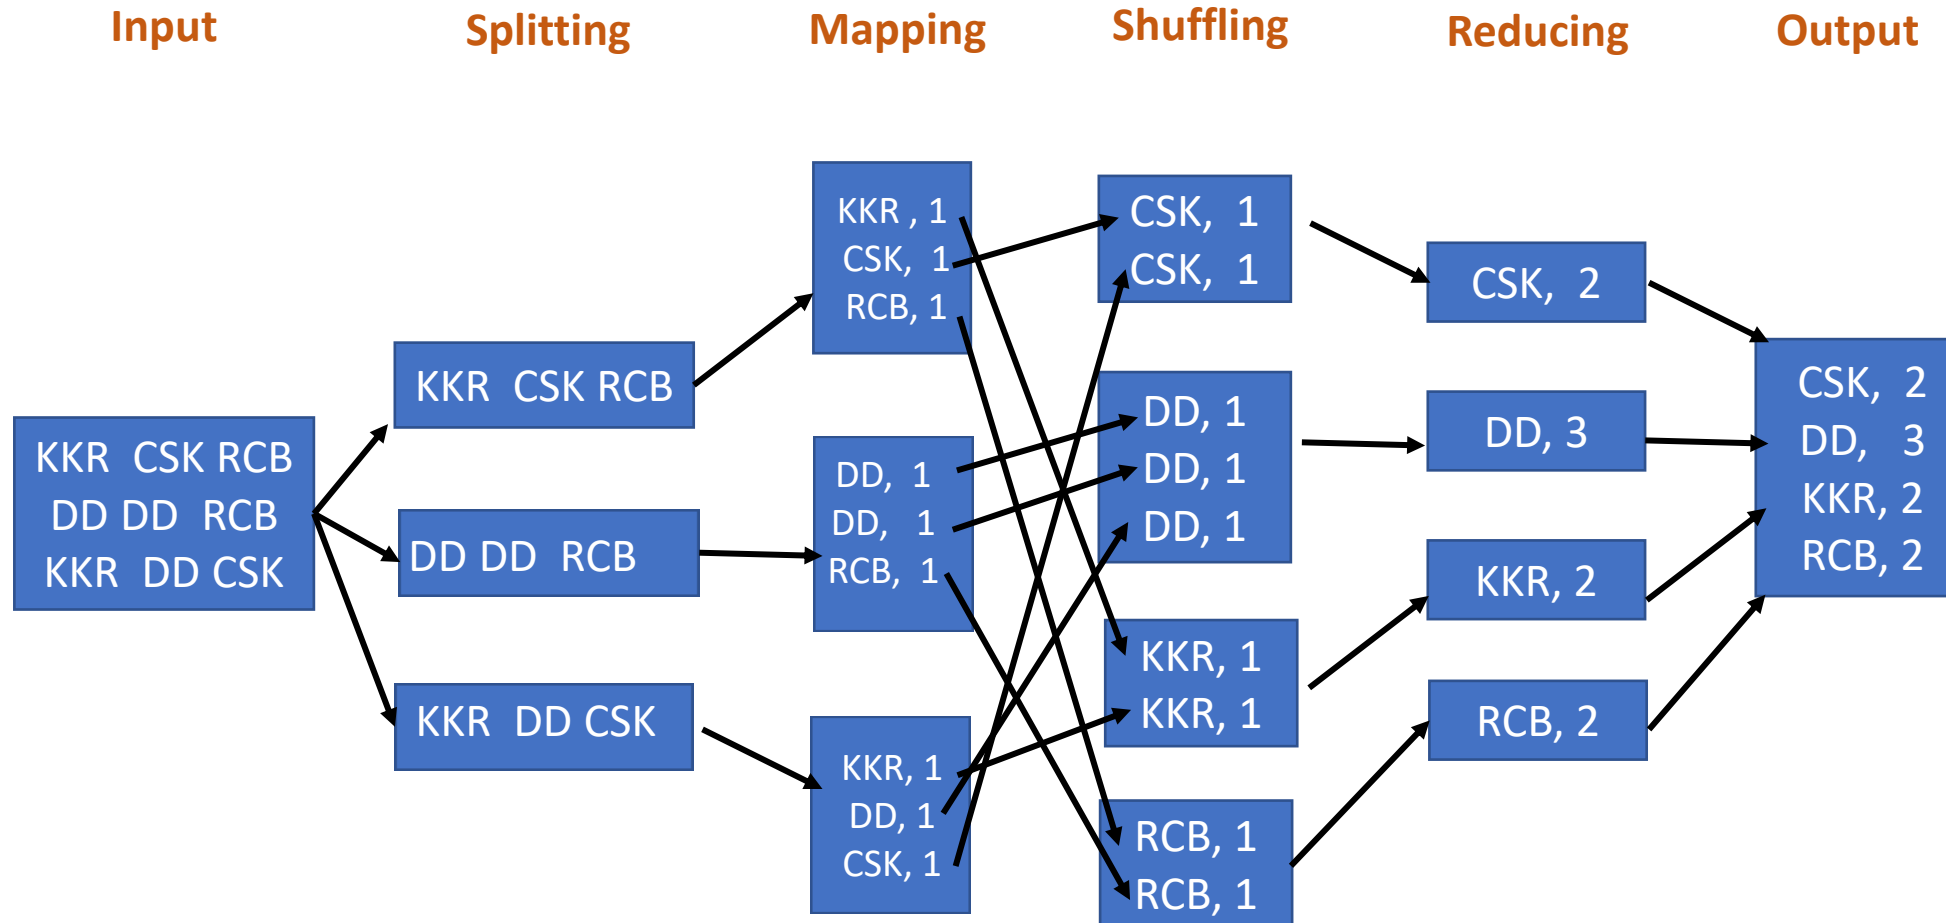 Input
Splitting
Mapping
Shuffling
Reducing
Output
KKR CSK RCB
DD DD RCB
KKR DD CSK
KKR CSK RCB
DD DD RCB
KKR DD CSK
KKR , 1
CSK, 1
RCB, 1
DD, 1
DD, 1
RCB, 1
KKR, 1
DD, 1
CSK, 1
CSK, 1
CSK, 1
DD, 1
DD, 1
DD, 1
KKR, 1
KKR, 1
RCB, 1
RCB, 1
CSK, 2
DD, 3
KKR, 2
RCB, 2
CSK, 2
DD, 3
KKR, 2
RCB, 2